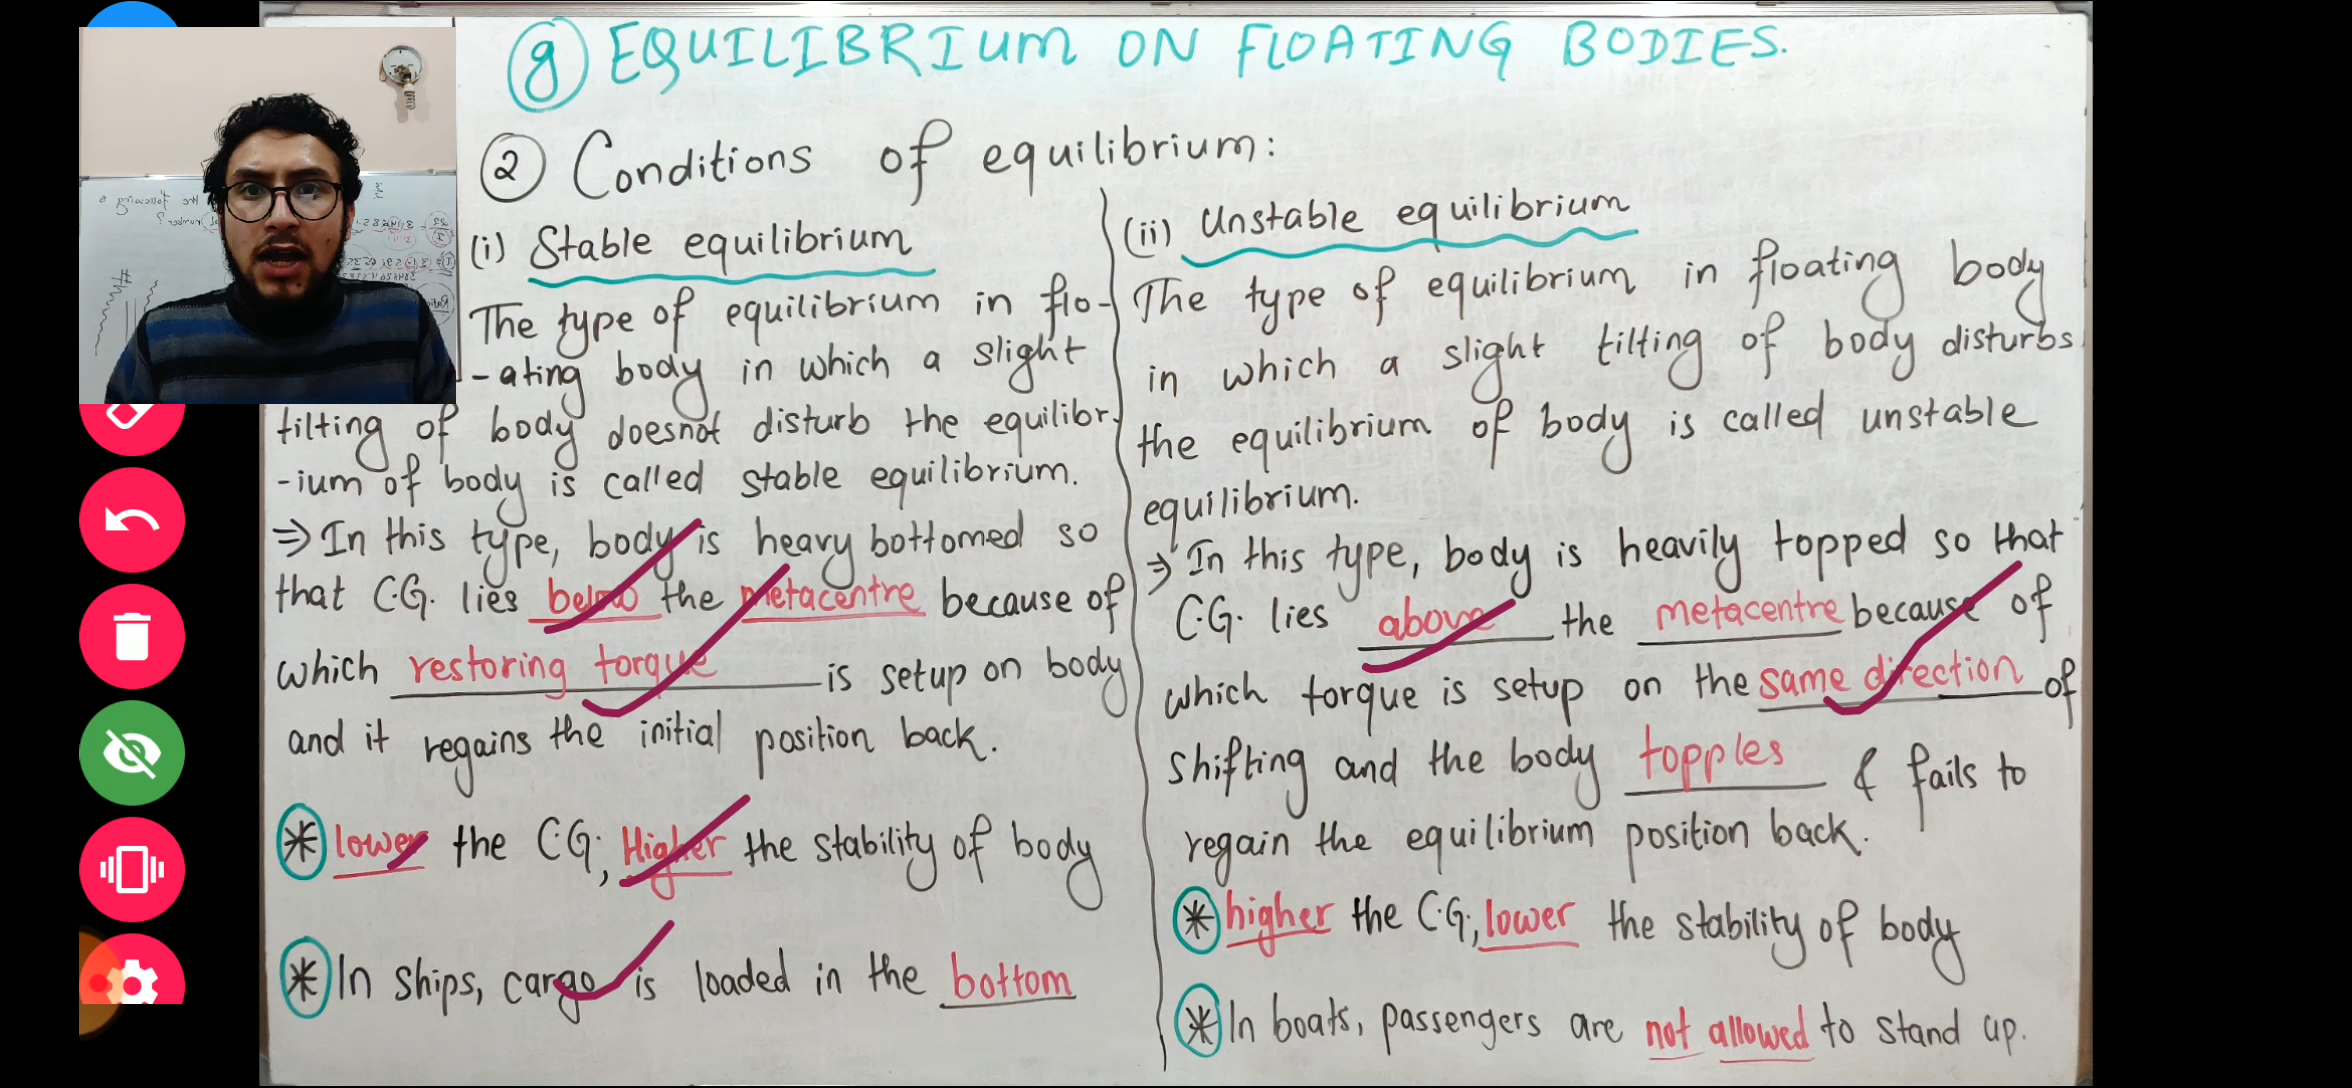 g EQUILIBRIUM ON FLOATING BODIES.
2 Conditions of equilibrium:
(i) Stable equilibrium
The type of equilibrium in flo-
-ating body in which a slight
tilting of body doesnot disturb the equilibr-
-ium of body is called stable equilibrium.
⇒ In this type, body is heavy bottomed so
that C.G. lies below the metacentre because of
which restoring torque is setup on body
and it regains the initial position back.
* lower the C.G; Higher the stability of body
* In ships, cargo is loaded in the bottom
(ii) Unstable equilibrium
The type of equilibrium in floating body
in which a slight tilting of body disturbs
the equilibrium of body is called unstable
equilibrium.
⇒ In this type, body is heavily topped so that
C.G. lies above the metacentre because of
which torque is setup on the same direction of
shifting and the body topples & fails to
regain the equilibrium position back.
* higher the C.G; lower the stability of body
* In boats, passengers are not allowed to stand up.